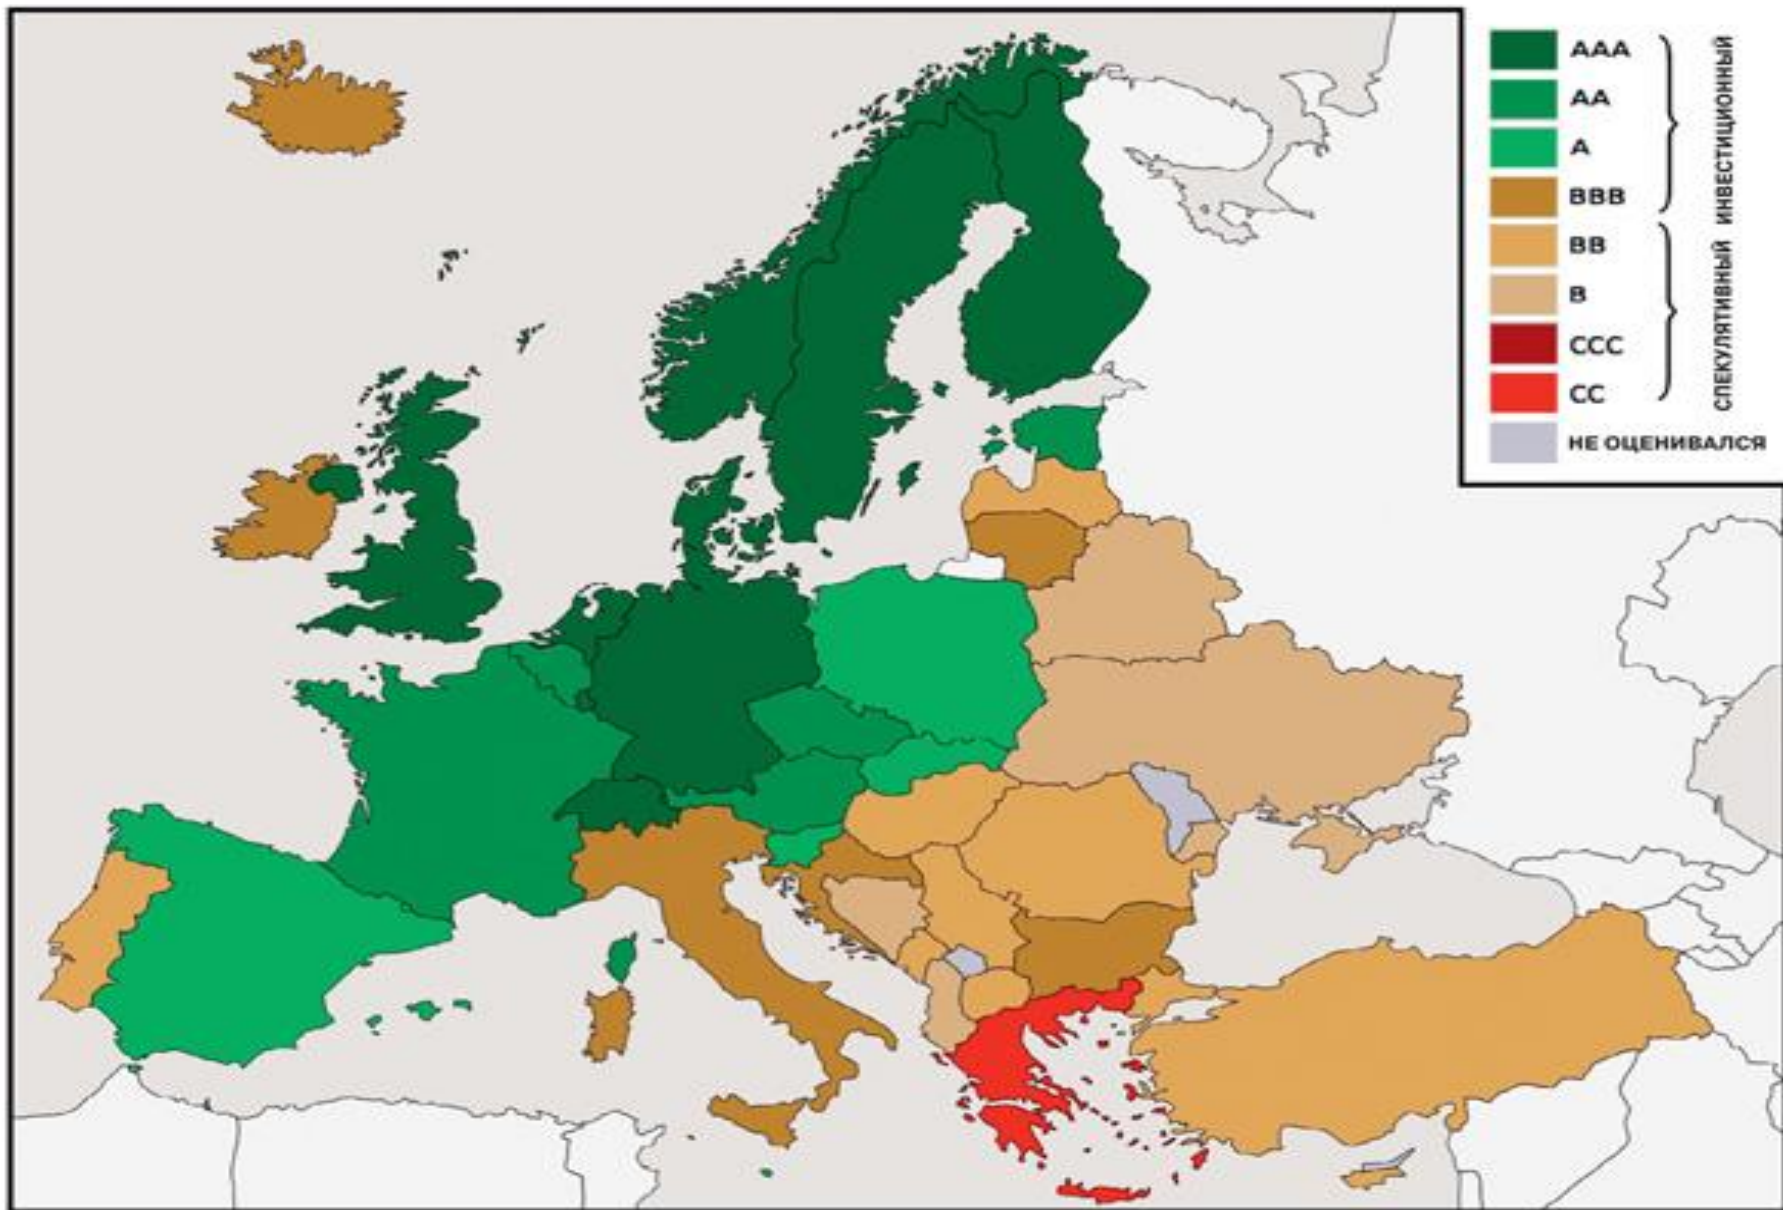 AAA
AA
A
BBB
BB
B
CCC
CC
НЕ ОЦЕНИВАЛСЯ
ИНВЕСТИЦИОННЫЙ
СПЕКУЛЯТИВНЫЙ